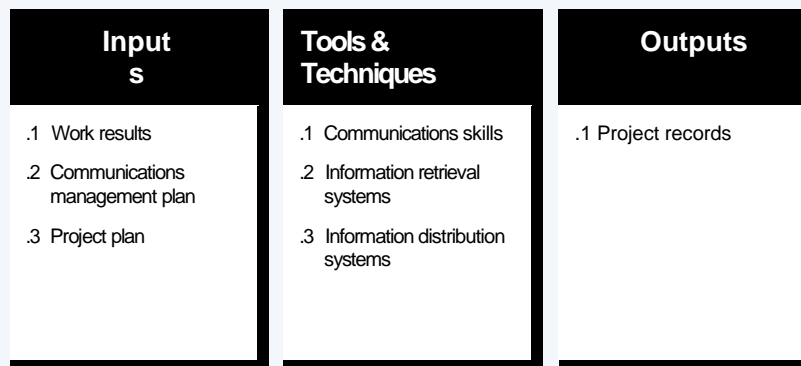 Input
s
.1 Work results
.2 Communications
management plan
.3 Project plan
Tools &
Techniques
.1 Communications skills
.2 Information retrieval
systems
.3 Information distribution
systems
Outputs
.1 Project records